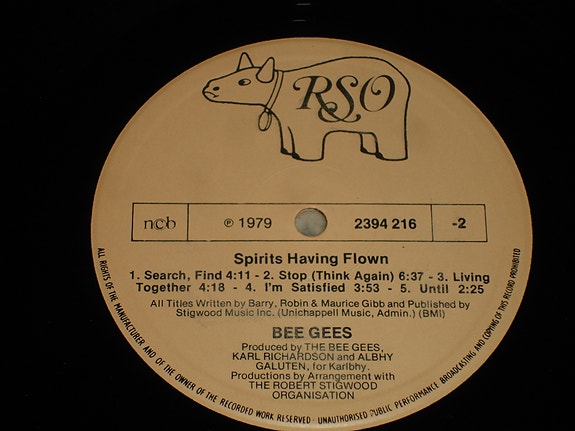 RSO
ncb ℗ 1979 2394 216 -2
Spirits Having Flown
1. Search, Find 4:11 - 2. Stop (Think Again) 6:37 - 3. Living
Together 4:18 - 4. I'm Satisfied 3:53 - 5. Until 2:25
All Titles Written by Barry, Robin & Maurice Gibb and Published by
Stigwood Music Inc. (Unichappell Music, Admin.) (BMI)
BEE GEES
Produced by THE BEE GEES,
KARL RICHARDSON and ALBHY
GALUTEN, for Karlbhy.
Productions by Arrangement with
THE ROBERT STIGWOOD
ORGANISATION
ALL RIGHTS OF THE MANUFACTURER AND OF THE OWNER OF THE RECORDED WORK RESERVED · UNAUTHORISED PUBLIC PERFORMANCE BROADCASTING AND COPYING OF THIS RECORD PROHIBITED